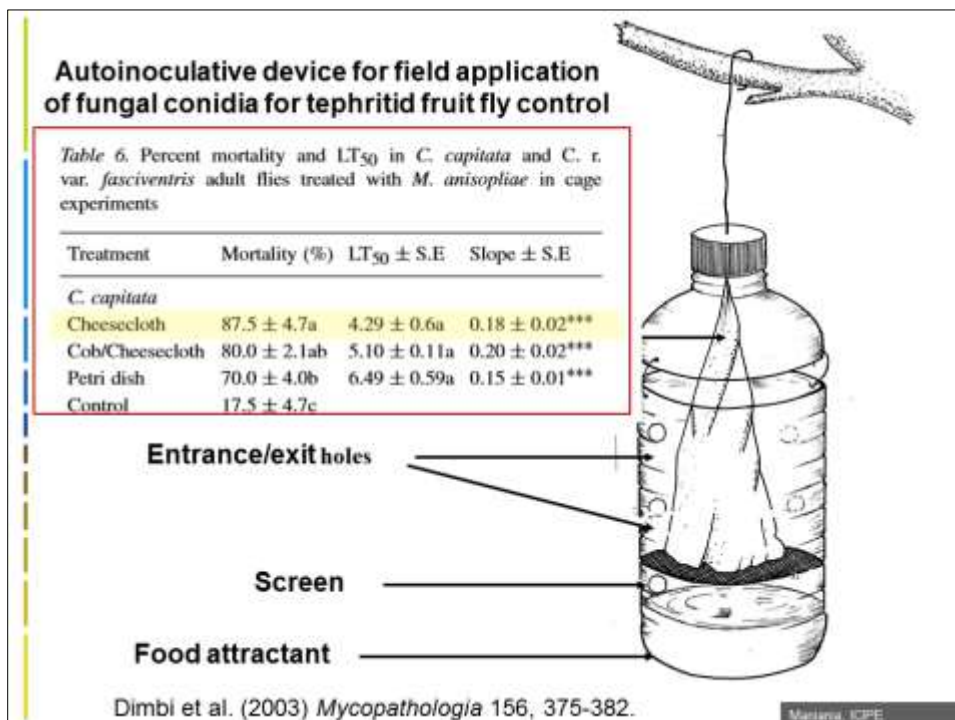 Autoinoculative device for field application
of fungal conidia for tephritid fruit fly control
Table 6. Percent mortality and LT50 in C. capitata and C. r.
var. fasciventris adult flies treated with M. anisopliae in cage
experiments
Treatment Mortality (%) LT50 ± S.E Slope ± S.E
C. capitata
Cheesecloth 87.5 ± 4.7a 4.29 ± 0.6a 0.18 ± 0.02***
Cob/Cheesecloth 80.0 ± 2.1ab 5.10 ± 0.11a 0.20 ± 0.02***
Petri dish 70.0 ± 4.0b 6.49 ± 0.59a 0.15 ± 0.01***
Control 17.5 ± 4.7c
Entrance/exit holes
Screen
Food attractant
Dimbi et al. (2003) Mycopathologia 156, 375-382.